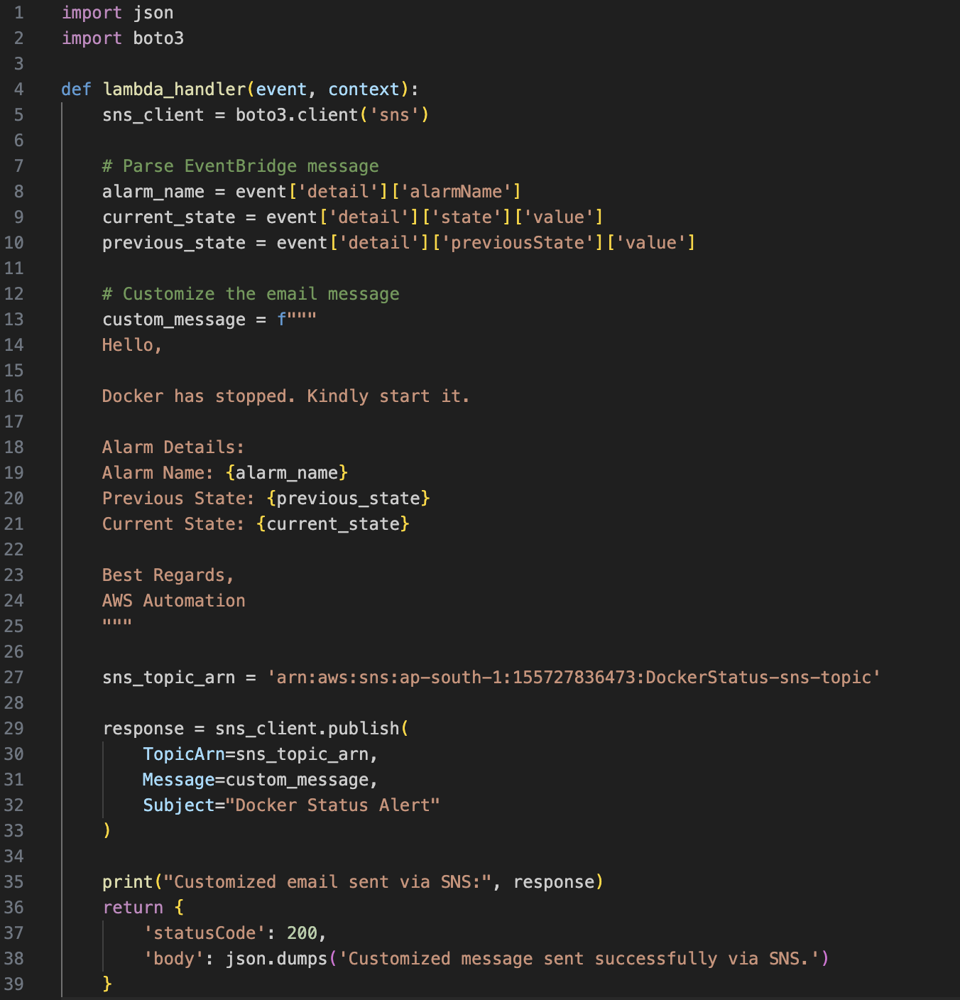 1 import json
2 import boto3
3
4 def lambda_handler(event, context):
5     sns_client = boto3.client('sns')
6
7     # Parse EventBridge message
8     alarm_name = event['detail']['alarmName']
9     current_state = event['detail']['state']['value']
10     previous_state = event['detail']['previousState']['value']
11
12     # Customize the email message
13     custom_message = f"""
14     Hello,
15
16     Docker has stopped. Kindly start it.
17
18     Alarm Details:
19     Alarm Name: {alarm_name}
20     Previous State: {previous_state}
21     Current State: {current_state}
22
23     Best Regards,
24     AWS Automation
25     """
26
27     sns_topic_arn = 'arn:aws:sns:ap-south-1:155727836473:DockerStatus-sns-topic'
28
29     response = sns_client.publish(
30         TopicArn=sns_topic_arn,
31         Message=custom_message,
32         Subject="Docker Status Alert"
33     )
34
35     print("Customized email sent via SNS:", response)
36     return {
37         'statusCode': 200,
38         'body': json.dumps('Customized message sent successfully via SNS.')
39     }